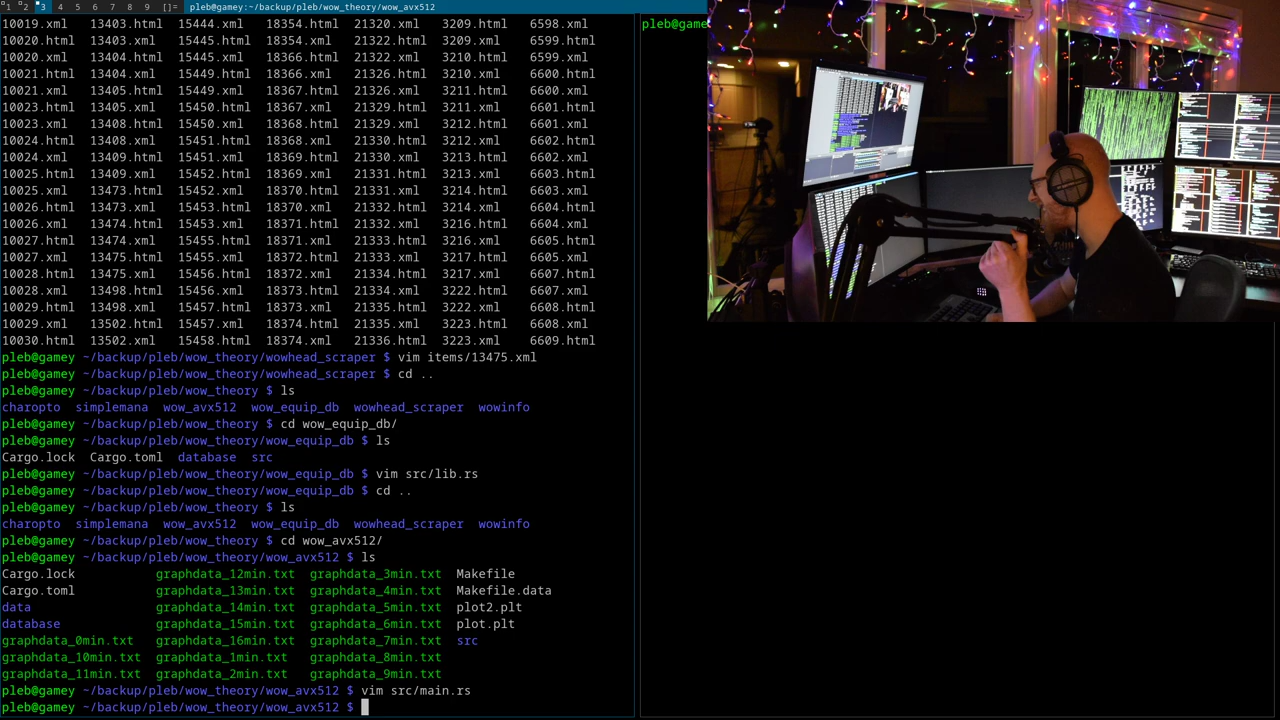 1 2 3 4 5 6 7 8 9 []= pleb@gamey:~/backup/pleb/wow_theory/wow_avx512
10019.xml 13403.xml 15444.xml 18354.xml 21320.xml 3209.html 6598.xml
10020.html 13403.xml 15445.html 18354.xml 21322.html 3209.xml 6599.html
10020.xml 13404.html 15445.xml 18366.html 21322.xml 3210.html 6599.xml
10021.html 13404.xml 15449.html 18366.xml 21326.html 3210.xml 6600.html
10021.xml 13405.html 15449.xml 18367.html 21326.xml 3211.html 6600.xml
10023.html 13405.xml 15450.html 18367.xml 21329.html 3211.xml 6601.html
10023.xml 13408.html 15450.xml 18368.html 21329.xml 3212.html 6601.xml
10024.html 13408.xml 15451.html 18368.xml 21330.html 3212.xml 6602.html
10024.xml 13409.html 15451.xml 18369.html 21330.xml 3213.html 6602.xml
10025.html 13409.xml 15452.html 18369.xml 21331.html 3213.xml 6603.html
10025.xml 13473.html 15452.xml 18370.html 21331.xml 3214.html 6603.xml
10026.html 13473.xml 15453.html 18370.xml 21332.html 3214.xml 6604.html
10026.xml 13474.html 15453.xml 18371.html 21332.xml 3216.html 6604.xml
10027.html 13474.xml 15455.html 18371.xml 21333.html 3216.xml 6605.html
10027.xml 13475.html 15455.xml 18372.html 21333.xml 3217.html 6605.xml
10028.html 13475.xml 15456.html 18372.xml 21334.html 3217.xml 6607.html
10028.xml 13498.html 15456.xml 18373.html 21334.xml 3222.html 6607.xml
10029.html 13498.xml 15457.html 18373.xml 21335.html 3222.xml 6608.html
10029.xml 13502.html 15457.xml 18374.html 21335.xml 3223.html 6608.xml
10030.html 13502.xml 15458.html 18374.xml 21336.html 3223.xml 6609.html
pleb@gamey ~/backup/pleb/wow_theory/wowhead_scraper $ vim items/13475.xml
pleb@gamey ~/backup/pleb/wow_theory/wowhead_scraper $ cd ..
pleb@gamey ~/backup/pleb/wow_theory $ ls
charopto simplemana wow_avx512 wow_equip_db wowhead_scraper wowinfo
pleb@gamey ~/backup/pleb/wow_theory $ cd wow_equip_db/
pleb@gamey ~/backup/pleb/wow_theory/wow_equip_db $ ls
Cargo.lock Cargo.toml database src
pleb@gamey ~/backup/pleb/wow_theory/wow_equip_db $ vim src/lib.rs
pleb@gamey ~/backup/pleb/wow_theory/wow_equip_db $ cd ..
pleb@gamey ~/backup/pleb/wow_theory $ ls
charopto simplemana wow_avx512 wow_equip_db wowhead_scraper wowinfo
pleb@gamey ~/backup/pleb/wow_theory $ cd wow_avx512/
pleb@gamey ~/backup/pleb/wow_theory/wow_avx512 $ ls
Cargo.lock graphdata_12min.txt graphdata_3min.txt Makefile
Cargo.toml graphdata_13min.txt graphdata_4min.txt Makefile.data
data graphdata_14min.txt graphdata_5min.txt plot2.plt
database graphdata_15min.txt graphdata_6min.txt plot.plt
graphdata_0min.txt graphdata_16min.txt graphdata_7min.txt src
graphdata_10min.txt graphdata_1min.txt graphdata_8min.txt
graphdata_11min.txt graphdata_2min.txt graphdata_9min.txt
pleb@gamey ~/backup/pleb/wow_theory/wow_avx512 $ vim src/main.rs
pleb@gamey ~/backup/pleb/wow_theory/wow_avx512 $
pleb@game